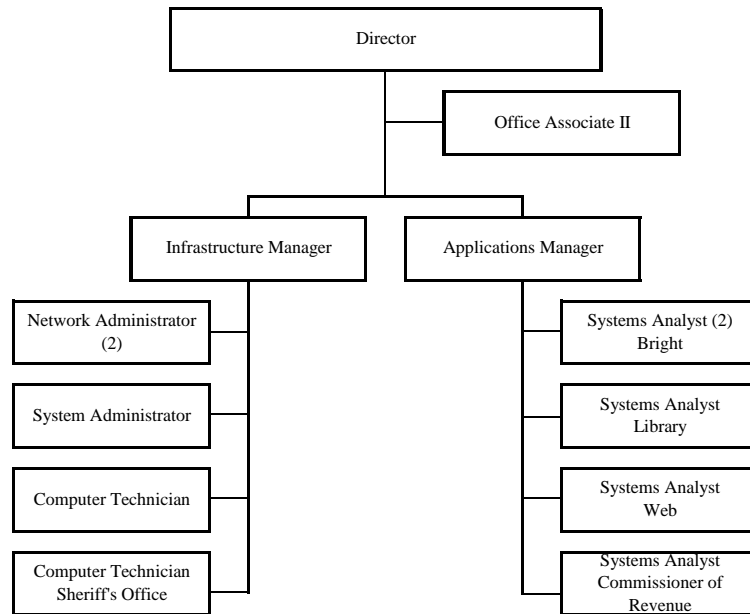 Director
Office Associate II
Infrastructure Manager
Applications Manager
Network Administrator
(2)
Systems Analyst (2)
Bright
System Administrator
Systems Analyst
Library
Computer Technician
Systems Analyst
Web
Computer Technician
Sheriff's Office
Systems Analyst
Commissioner of
Revenue